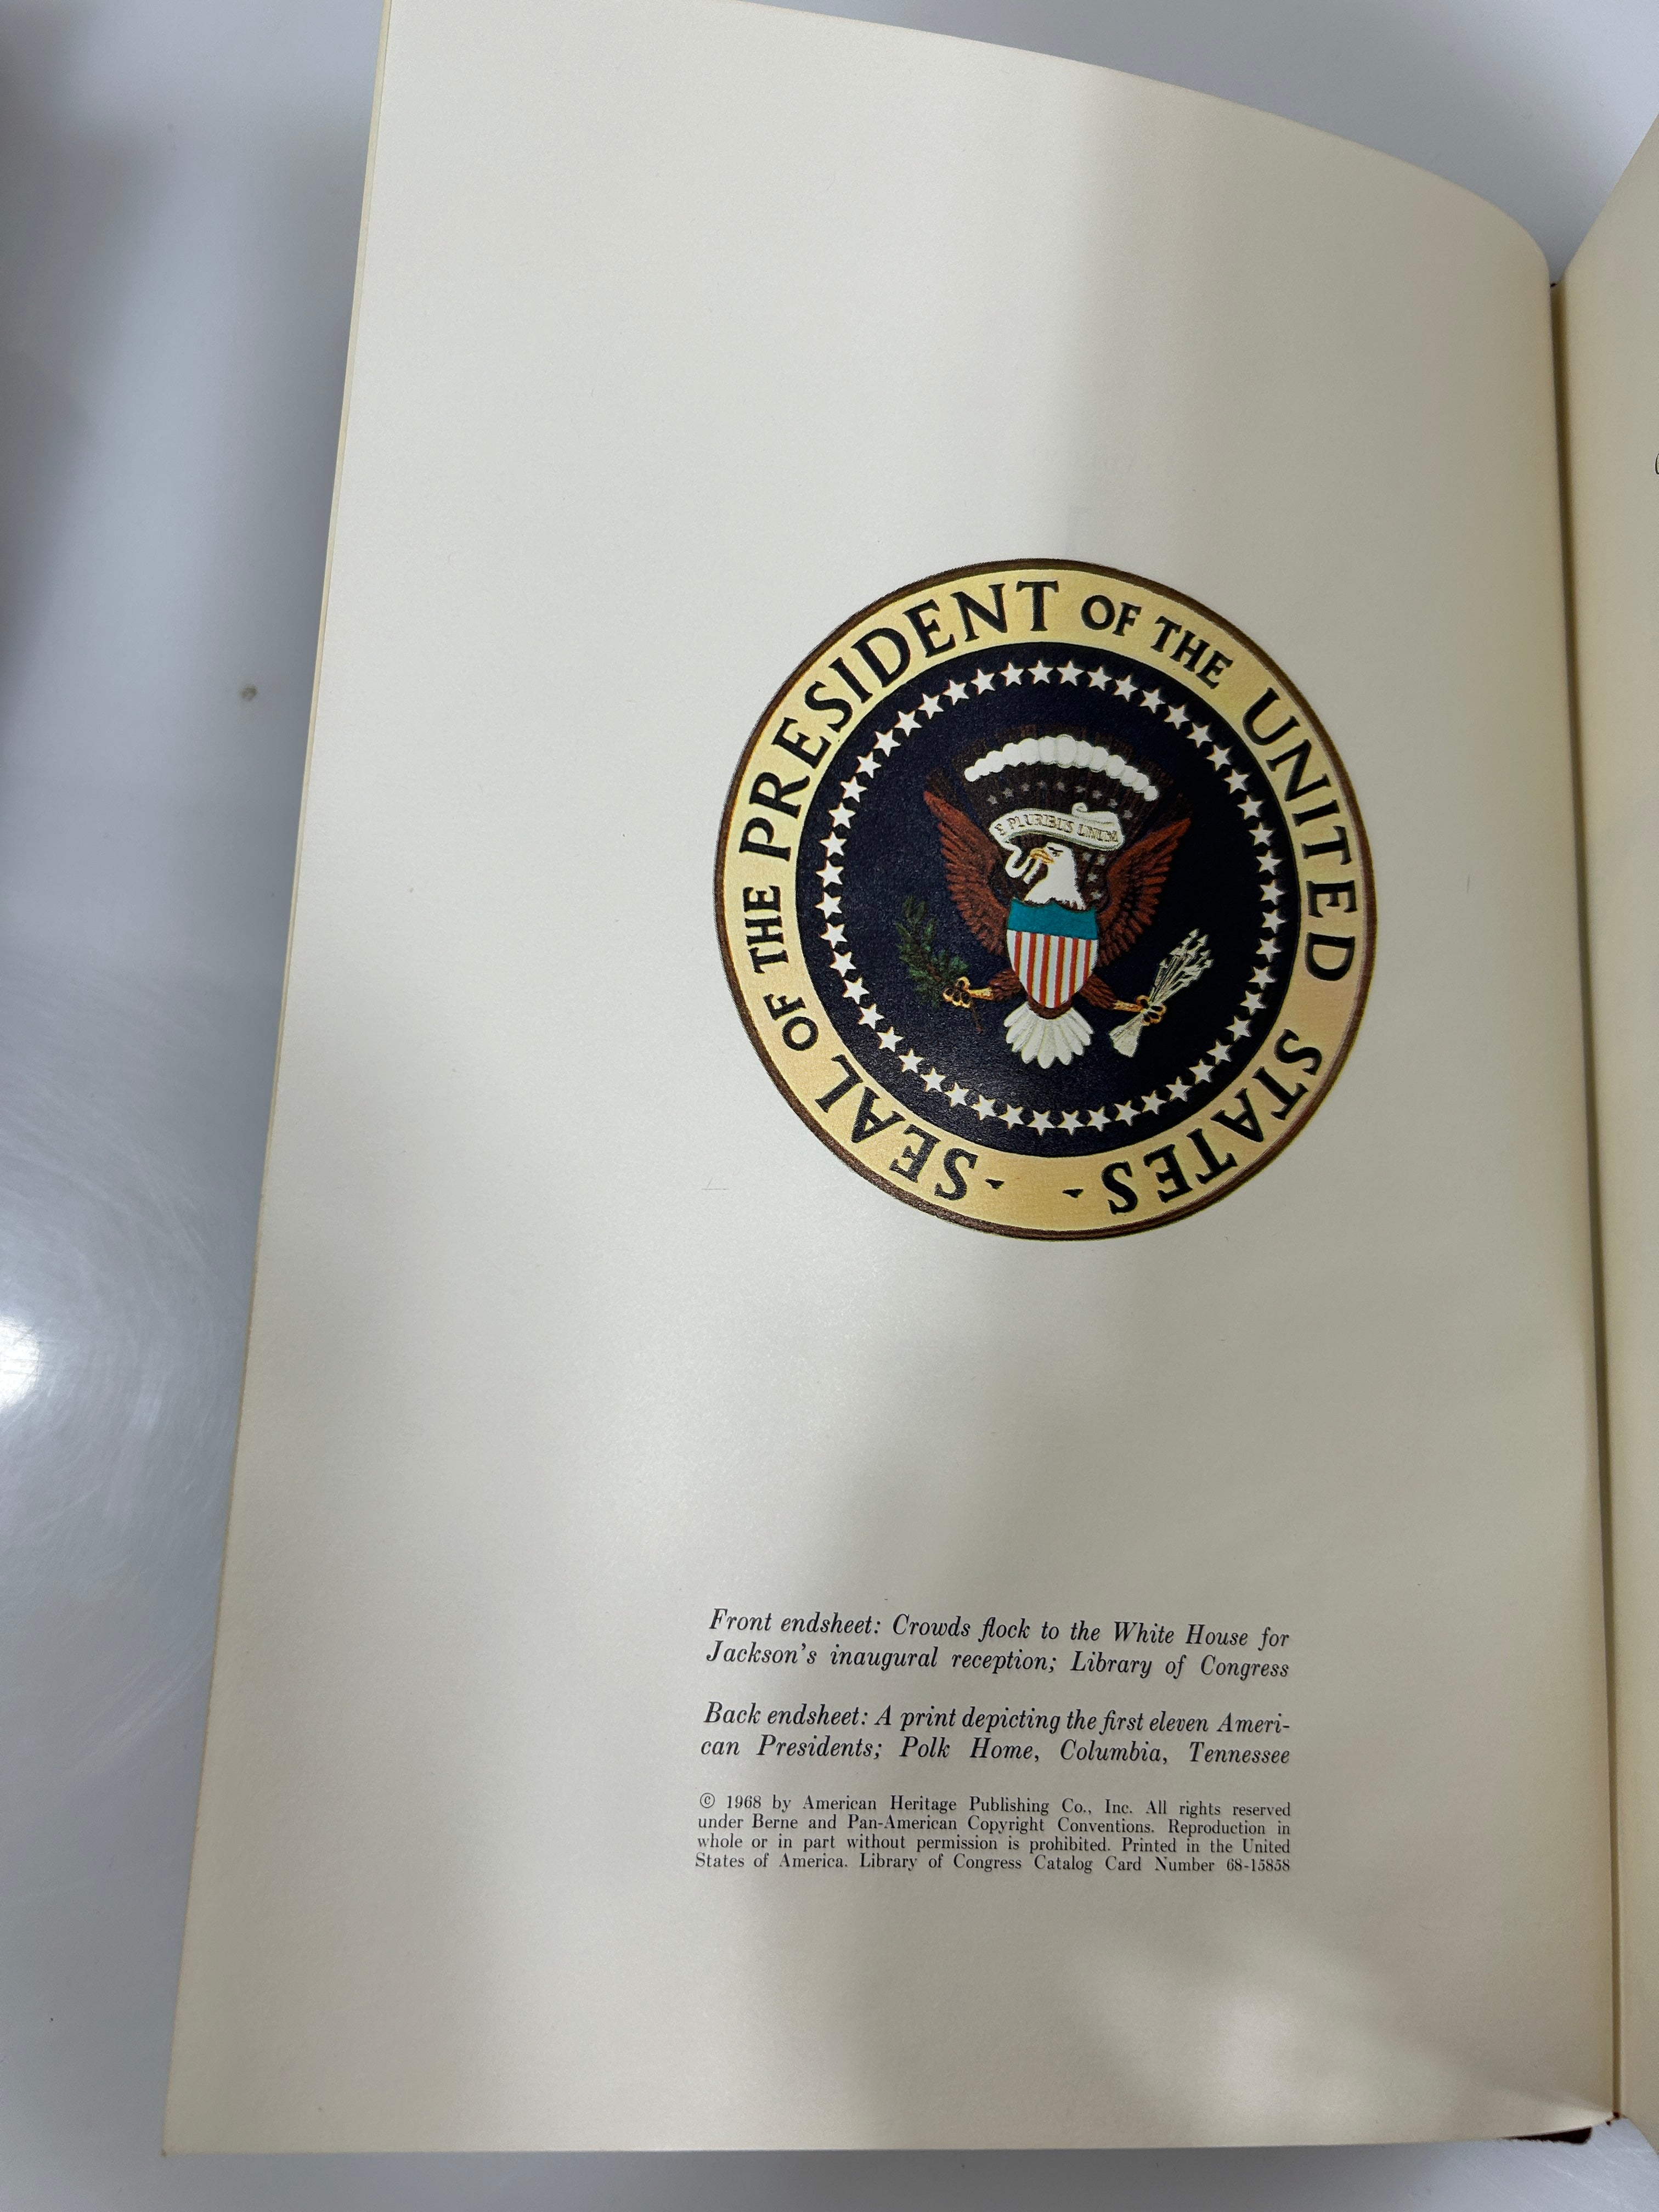 SEAL OF THE PRESIDENT OF THE UNITED STATES
E PLURIBUS UNUM
Front endsheet: Crowds flock to the White House for
Jackson's inaugural reception; Library of Congress
Back endsheet: A print depicting the first eleven Ameri-
can Presidents; Polk Home, Columbia, Tennessee
© 1968 by American Heritage Publishing Co., Inc. All rights reserved
under Berne and Pan-American Copyright Conventions. Reproduction in
whole or in part without permission is prohibited. Printed in the United
States of America. Library of Congress Catalog Card Number 68-15858